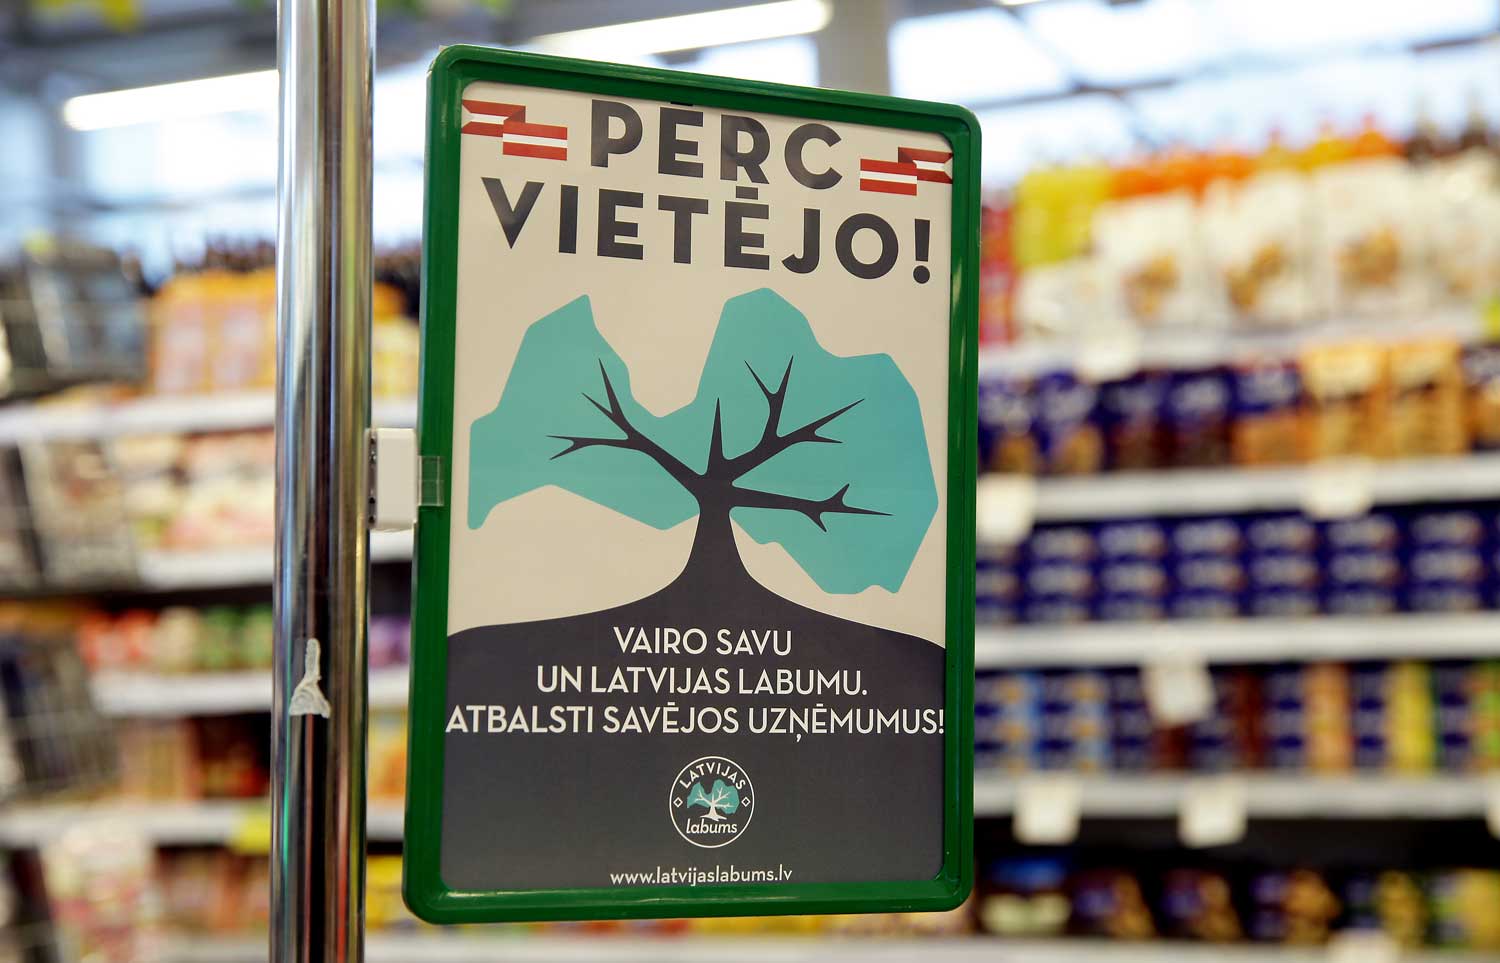 PĒRC
VIETĒJO!
VAIRO SAVU
UN LATVIJAS LABUMU.
ATBALSTI SAVĒJOS UZŅĒMUMUS!
LATVIJAS
labums
www.latvijaslabums.lv